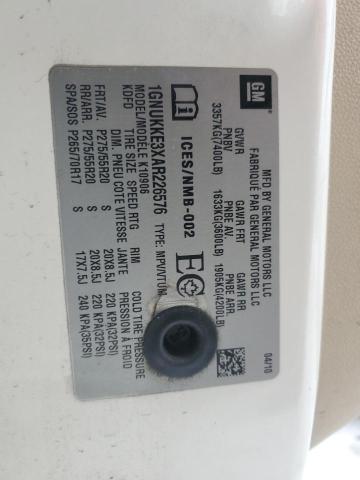 GM
MFD BY GENERAL MOTORS LLC
FABRIQUÉ PAR GENERAL MOTORS LLC
04/10
GVWR GAWR FRT GAWR RR
PNBV PNBE AV. PNBE ARR.
3357KG(7400LB) 1633KG(3600LB) 1905KG(4200LB)
ICES/NMB-002
1GNUKKE3XAR226576 TYPE: MPV/VTUM
MODEL/MODÈLE K10906
KDFD
TIRE SIZE SPEED RTG RIM COLD TIRE PRESSURE
DIM. PNEU COTE VITESSE JANTE PRESSION À FROID
FRT/AV. P275/55R20 S 20X8.5J 220 KPA(32PSI)
RR/ARR. P275/55R20 S 20X8.5J 220 KPA(32PSI)
SPA/SOS P265/70R17 S 17X7.5J 240 KPA(35PSI)